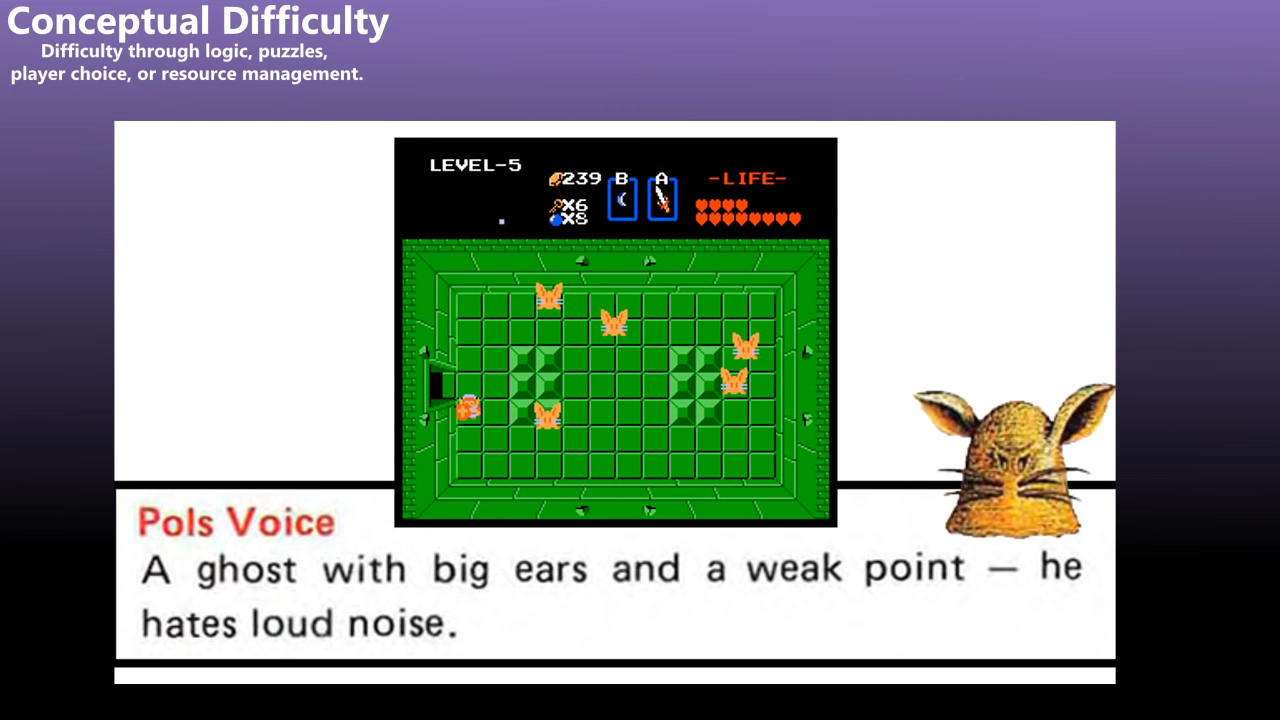 Conceptual Difficulty
Difficulty through logic, puzzles,
player choice, or resource management.
LEVEL-5
239 B A -LIFE-
X6
X8
Pols Voice
A ghost with big ears and a weak point — he
hates loud noise.